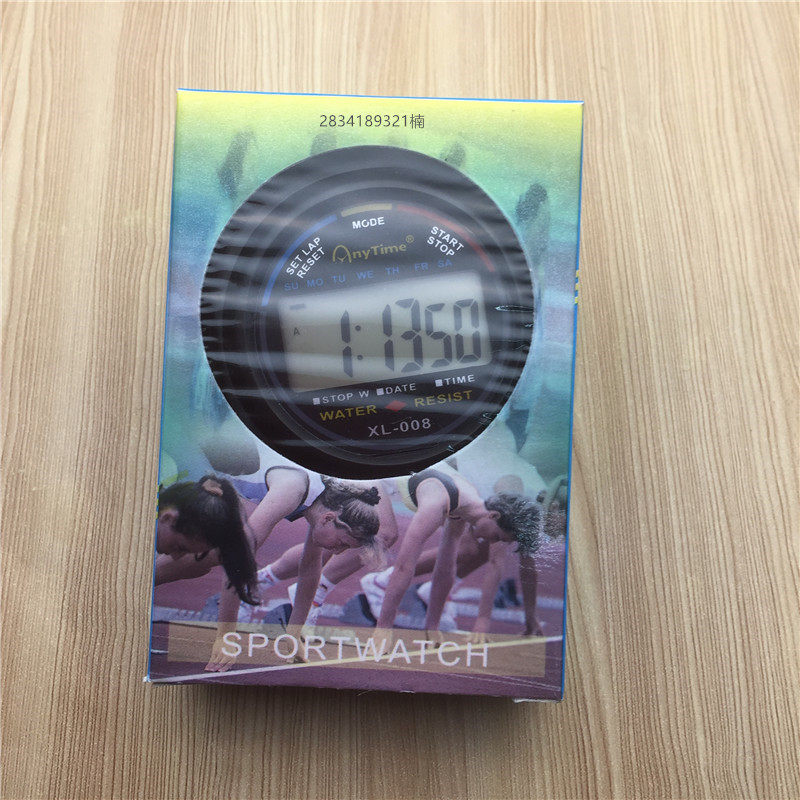 2834189321楠
MODE
SET LAP
RESET
START
STOP
AnyTime®
SU MO TU WE TH FR SA
A
1:1350
STOP W DATE TIME
WATER RESIST
XL-008
SPORTWATCH